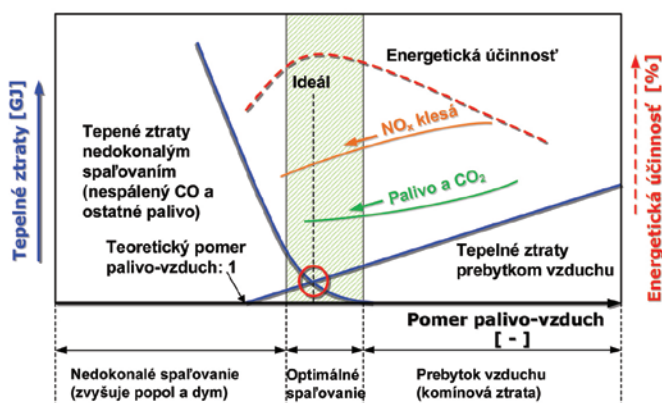 Tepelné ztraty [GJ]
Energetická účinnosť [%]
Energetická účinnosť
Ideál
NOx klesá
Tepené ztraty
nedokonalým
spaľovaním
(nespálený CO a
ostatné palivo)
Palivo a CO2
Teoretický pomer
palivo-vzduch: 1
Tepelné ztraty
prebytkom vzduchu
Pomer palivo-vzduch
[ - ]
Nedokonalé spaľovanie
(zvyšuje popol a dym)
Optimálné
spaľovanie
Prebytok vzduchu
(komínová ztrata)